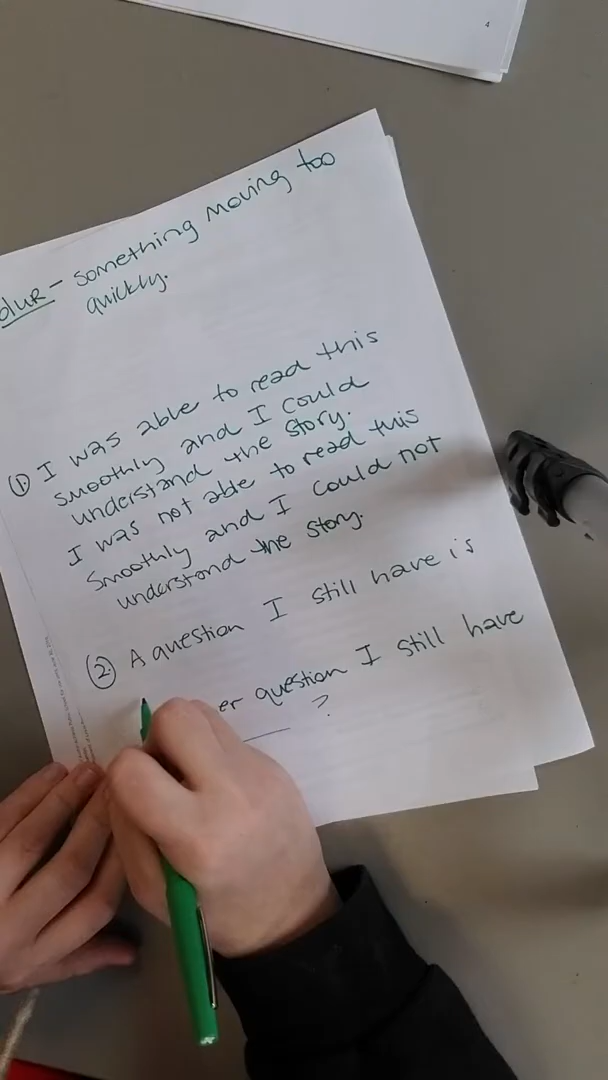 blur - something moving too
quickly.
① I was able to read this
smoothly and I could
understand the story.
I was not able to read this
smoothly and I could not
understand the story.
② A question I still have is
er question I still have
?
4